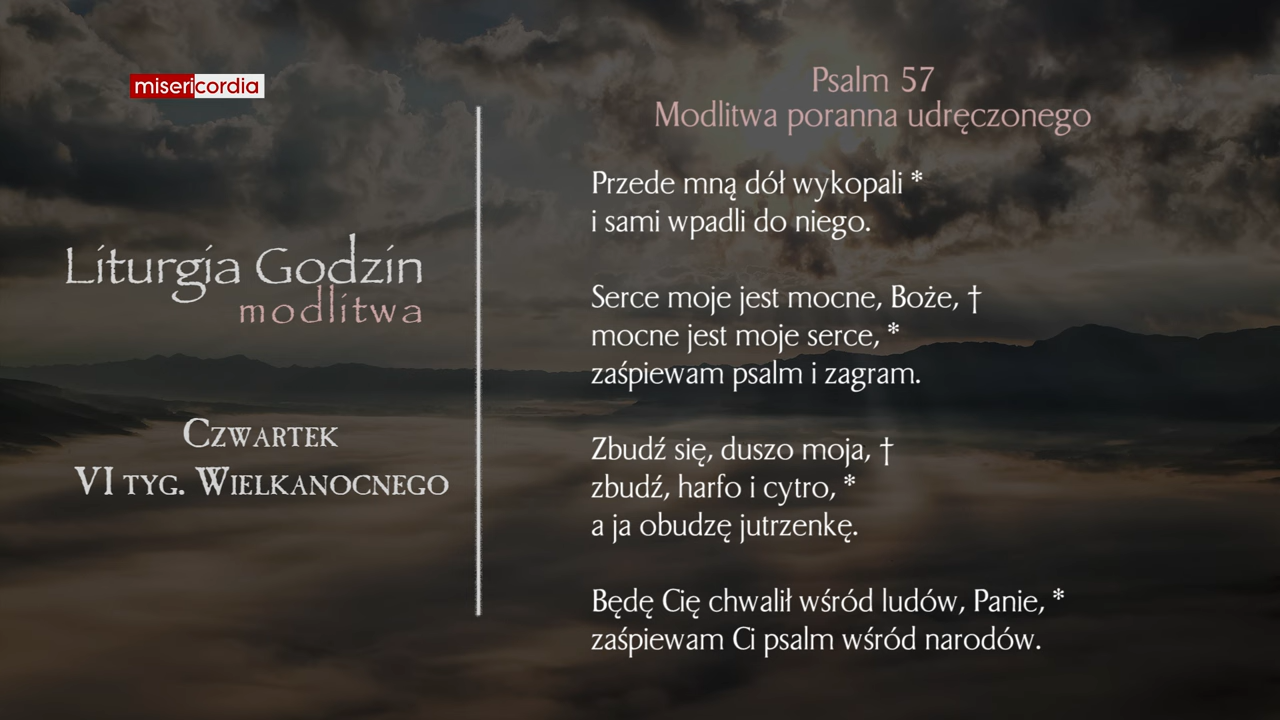 misericordia
Liturgia Godzin
modlitwa
Czwartek
VI tyg. Wielkanocnego
Psalm 57
Modlitwa poranna udręczonego
Przede mną dół wykopali *
i sami wpadli do niego.
Serce moje jest mocne, Boże, †
mocne jest moje serce, *
zaśpiewam psalm i zagram.
Zbudź się, duszo moja, †
zbudź, harfo i cytro, *
a ja obudzę jutrzenkę.
Będę Cię chwalił wśród ludów, Panie, *
zaśpiewam Ci psalm wśród narodów.